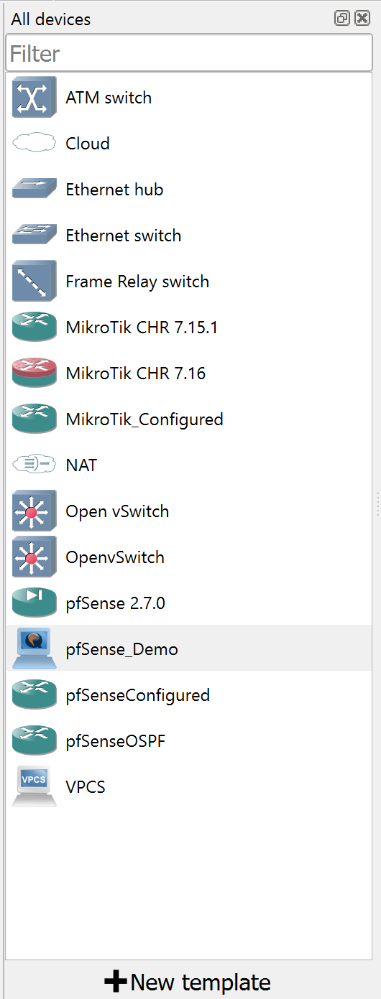 All devices
Filter
ATM switch
Cloud
Ethernet hub
Ethernet switch
Frame Relay switch
MikroTik CHR 7.15.1
MikroTik CHR 7.16
MikroTik_Configured
NAT
Open vSwitch
OpenvSwitch
pfSense 2.7.0
pfSense_Demo
pfSenseConfigured
pfSenseOSPF
VPCS VPCS
New template